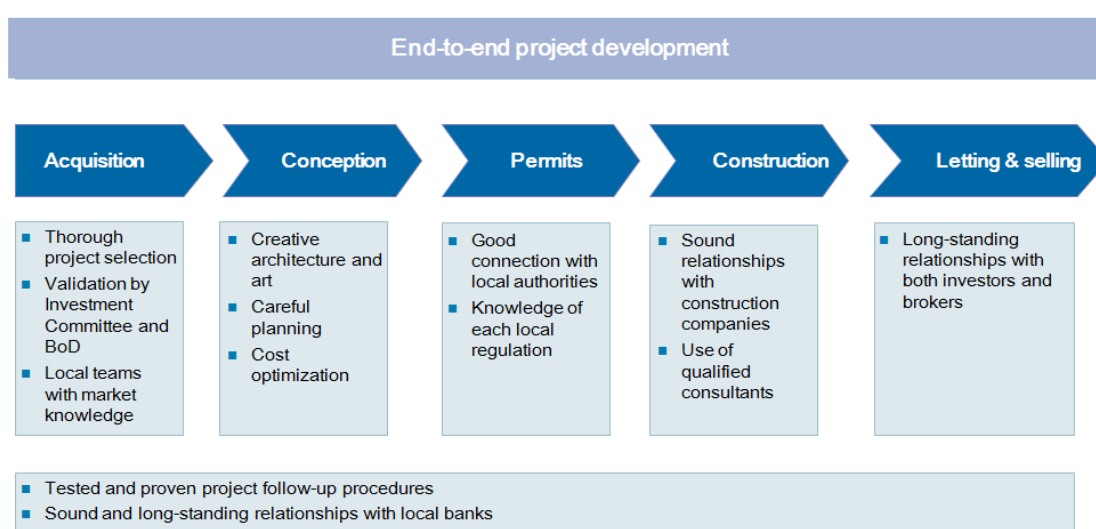 End-to-end project development
Acquisition
Conception
Permits
Construction
Letting & selling
Thorough
project selection
Validation by
Investment
Committee and
BoD
Local teams
with market
knowledge
Creative
architecture and
art
Careful
planning
Cost
optimization
Good
connection with
local authorities
Knowledge of
each local
regulation
Sound
relationships
with
construction
companies
Use of
qualified
consultants
Long-standing
relationships with
both investors and
brokers
Tested and proven project follow-up procedures
Sound and long-standing relationships with local banks